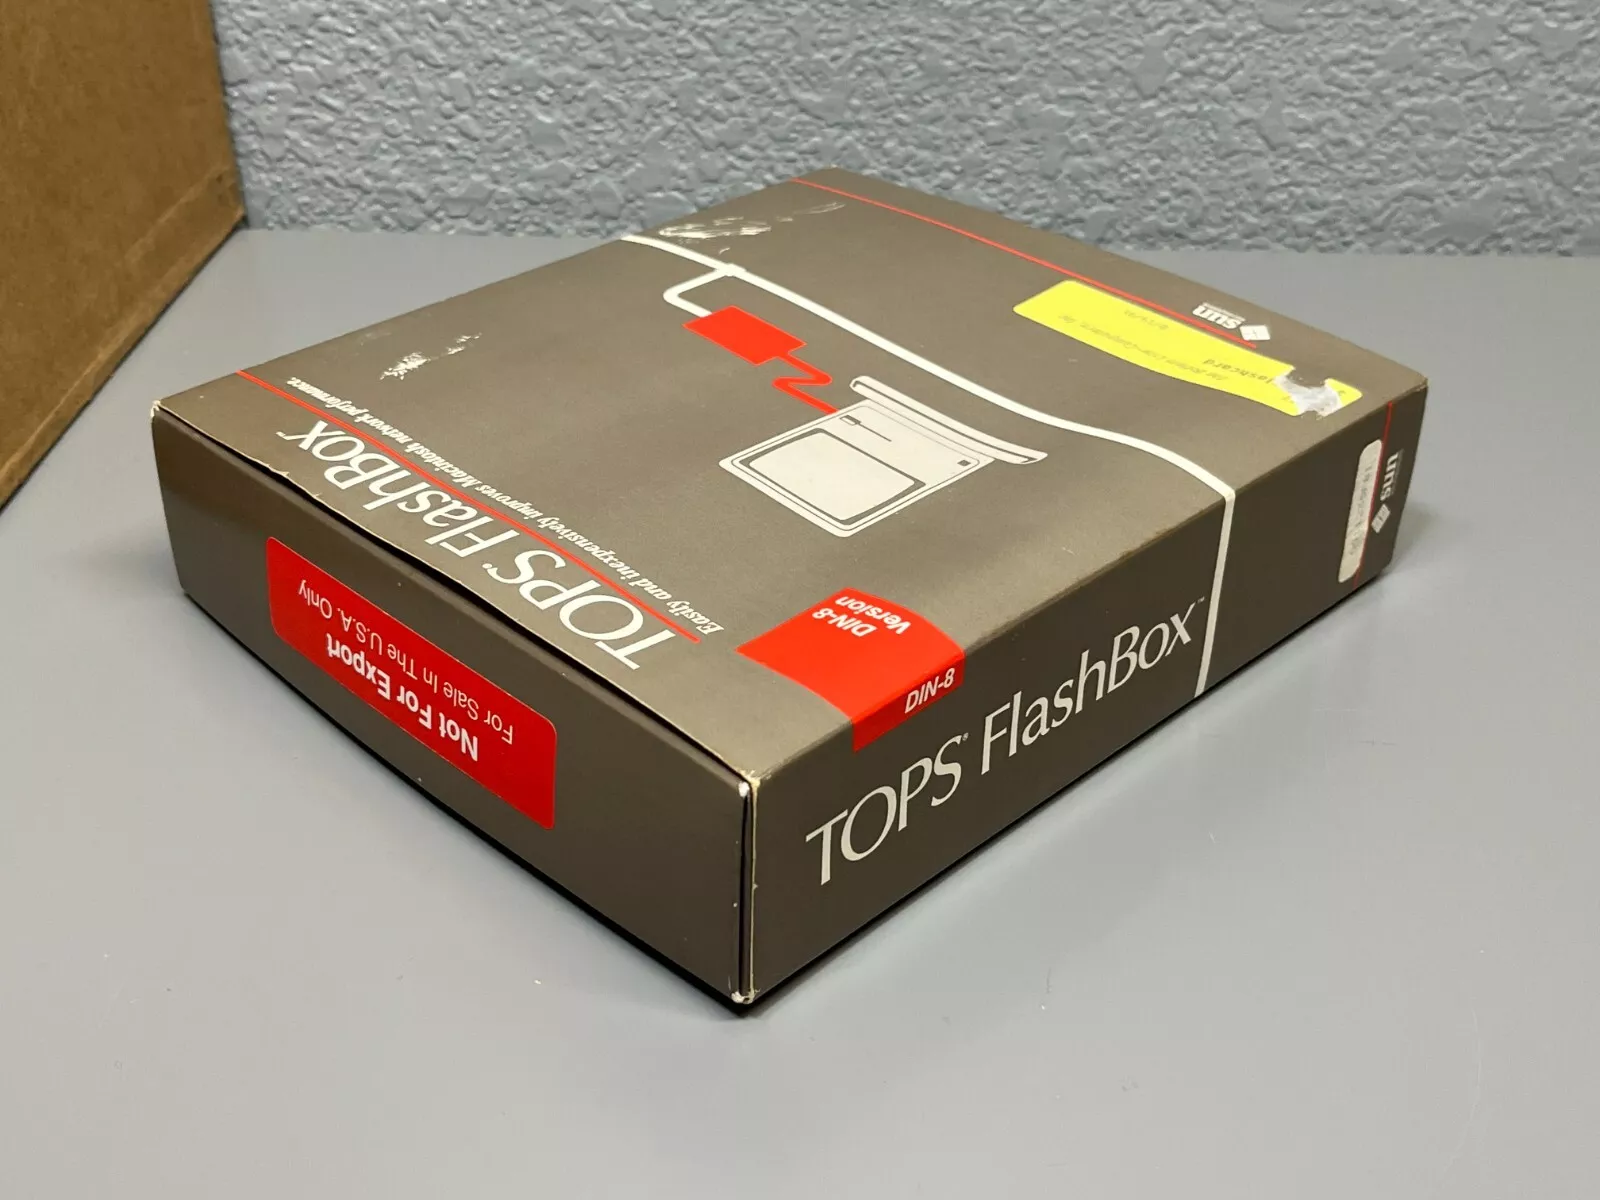 TOPS® FlashBox
Easily and inexpensively improves Macintosh network performance.
DIN-8
Version
sun
Not For Export
For Sale In The U.S.A. Only
DIN-8
TOPS® FlashBox™
sun